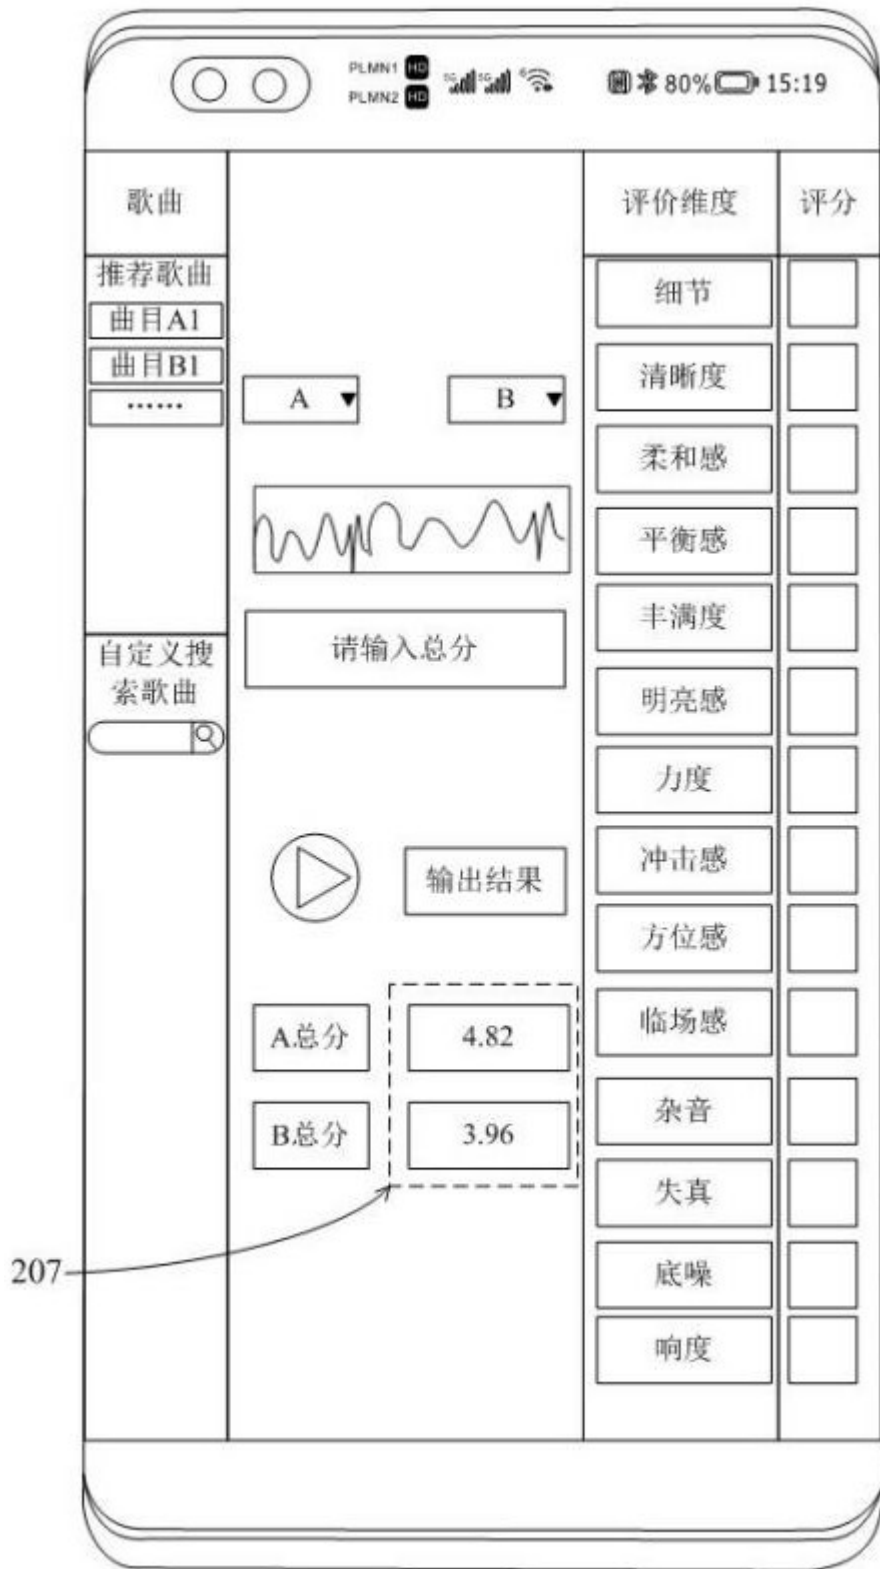 PLMN1 HD
PLMN2 HD
5G 5G 6
80% 15:19
歌曲
评价维度
评分
推荐歌曲
曲目A1
曲目B1
……
自定义搜
索歌曲
A
B
请输入总分
输出结果
A总分
4.82
B总分
3.96
207
细节
清晰度
柔和感
平衡感
丰满度
明亮感
力度
冲击感
方位感
临场感
杂音
失真
底噪
响度